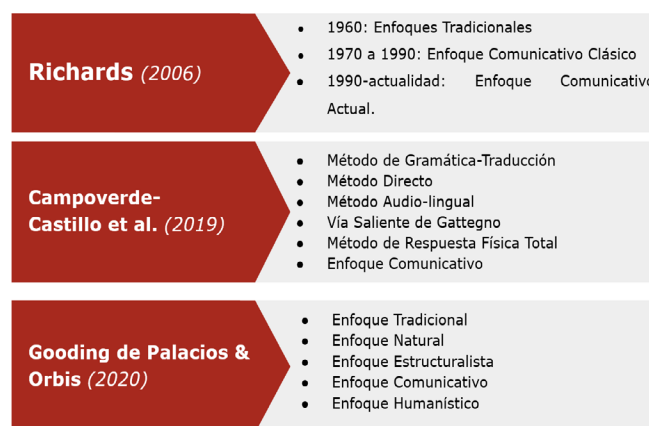 Richards (2006)
• 1960: Enfoques Tradicionales
• 1970 a 1990: Enfoque Comunicativo Clásico
• 1990-actualidad: Enfoque Comunicativo
Actual.
Campoverde-
Castillo et al. (2019)
• Método de Gramática-Traducción
• Método Directo
• Método Audio-lingual
• Vía Saliente de Gattegno
• Método de Respuesta Física Total
• Enfoque Comunicativo
Gooding de Palacios &
Orbis (2020)
• Enfoque Tradicional
• Enfoque Natural
• Enfoque Estructuralista
• Enfoque Comunicativo
• Enfoque Humanístico